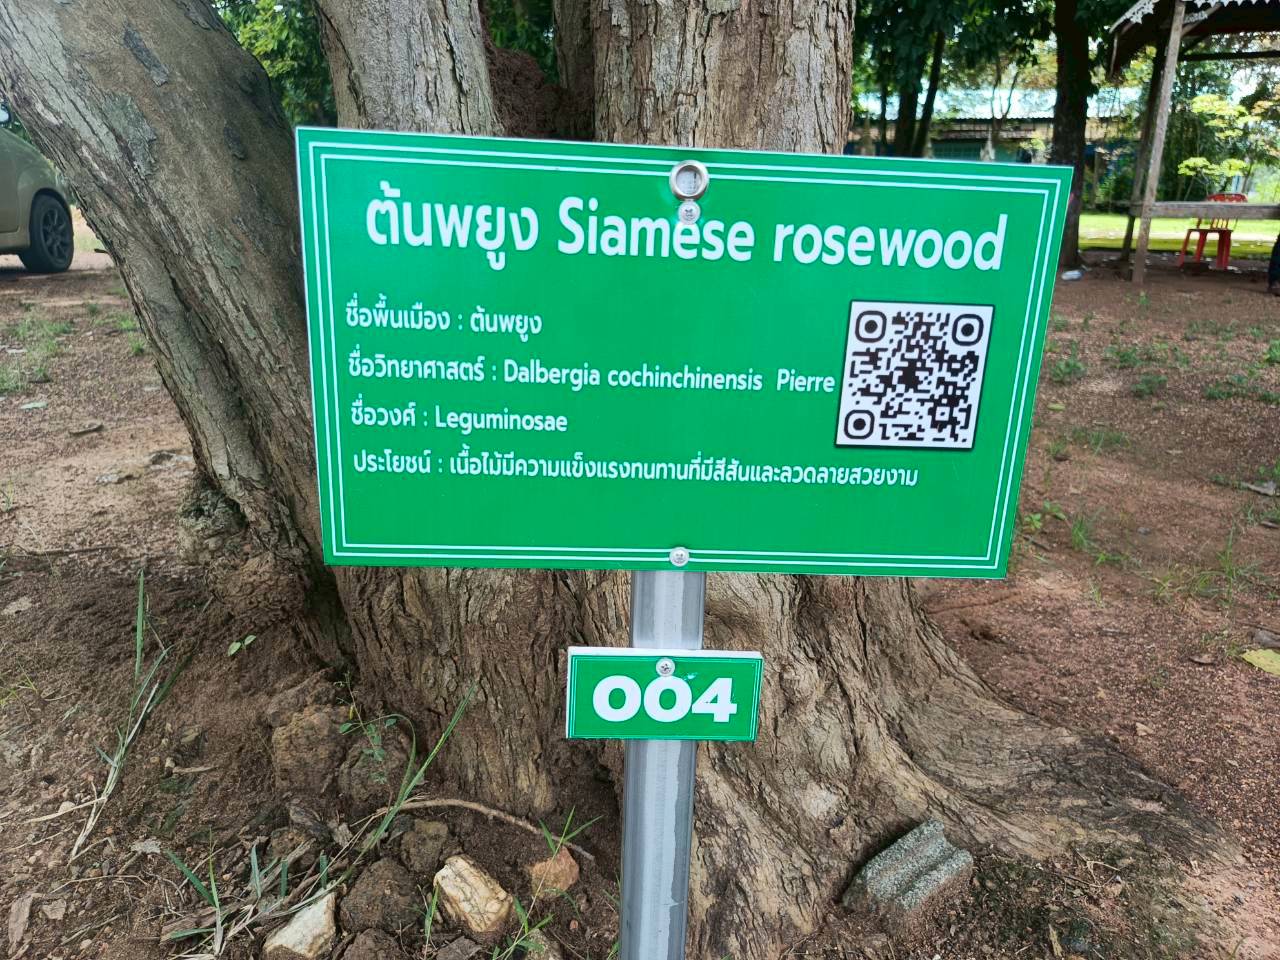 ต้นพยูง Siamese rosewood
ชื่อพื้นเมือง : ต้นพยูง
ชื่อวิทยาศาสตร์ : Dalbergia cochinchinensis Pierre
ชื่อวงศ์ : Leguminosae
ประโยชน์ : เนื้อไม้มีความแข็งแรงทนทานที่มีสีสันและลวดลายสวยงาม
004